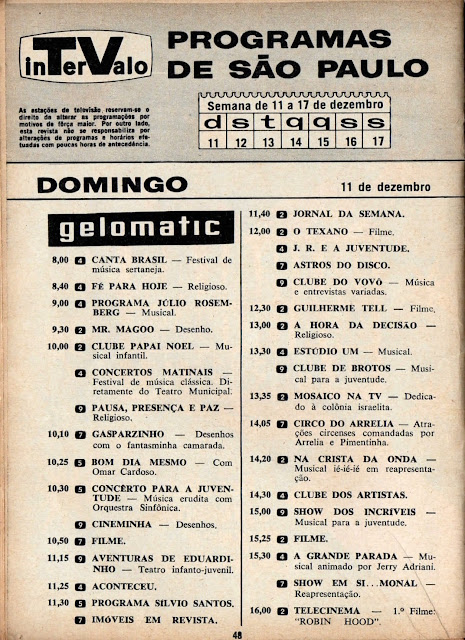 TV
inTerValo
PROGRAMAS
DE SÃO PAULO
As estações de televisão reservam-se o
direito de alterar as programações por
motivos de fôrça maior. Por outro lado,
esta revista não se responsabiliza por
alterações de programas e horários efe-
tuadas com poucas horas de antecedência.
Semana de 11 a 17 de dezembro
d s t q q s s
11 12 13 14 15 16 17
DOMINGO
11 de dezembro
gelomatic
8,00 4 CANTA BRASIL — Festival de
música sertaneja.
8,40 4 FÉ PARA HOJE — Religioso.
9,00 4 PROGRAMA JÚLIO ROSEM-
BERG — Musical.
9,30 2 MR. MAGOO — Desenho.
10,00 2 CLUBE PAPAI NOEL — Mu-
sical infantil.
4 CONCERTOS MATINAIS —
Festival de música clássica. Di-
retamente do Teatro Municipal.
9 PAUSA, PRESENÇA E PAZ —
Religioso.
10,10 7 GASPARZINHO — Desenhos
com o fantasminha camarada.
10,25 5 BOM DIA MESMO — Com
Omar Cardoso.
10,30 5 CONCÊRTO PARA A JUVEN-
TUDE — Música erudita com
Orquestra Sinfônica.
9 CINEMINHA — Desenhos.
10,50 7 FILME.
11,15 9 AVENTURAS DE EDUARDI-
NHO — Teatro infanto-juvenil.
11,25 4 ACONTECEU.
11,30 5 PROGRAMA SILVIO SANTOS.
7 IMÓVEIS EM REVISTA.
11,40 2 JORNAL DA SEMANA.
12,00 2 O TEXANO — Filme.
4 J. R. E A JUVENTUDE.
7 ASTROS DO DISCO.
9 CLUBE DO VOVÔ — Música
e entrevistas variadas.
12,30 2 GUILHERME TELL — Filme.
13,00 2 A HORA DA DECISÃO —
Religioso.
13,30 4 ESTÚDIO UM — Musical.
9 CLUBE DE BROTOS — Musi-
cal para a juventude.
13,35 2 MOSAICO NA TV — Dedica-
do à colônia israelita.
14,05 7 CIRCO DO ARRELIA — Atra-
ções circenses comandadas por
Arrelia e Pimentinha.
14,20 2 NA CRISTA DA ONDA —
Musical ié-ié-ié em reapresenta-
ção.
14,30 4 CLUBE DOS ARTISTAS.
15,00 9 SHOW DOS INCRÍVEIS —
Musical para a juventude.
15,25 2 FILME.
15,30 4 A GRANDE PARADA — Mu-
sical animado por Jerry Adriani.
7 SHOW EM SI...MONAL —
Reapresentação.
16,00 2 TELECINEMA — 1.º Filme:
"ROBIN HOOD".
48